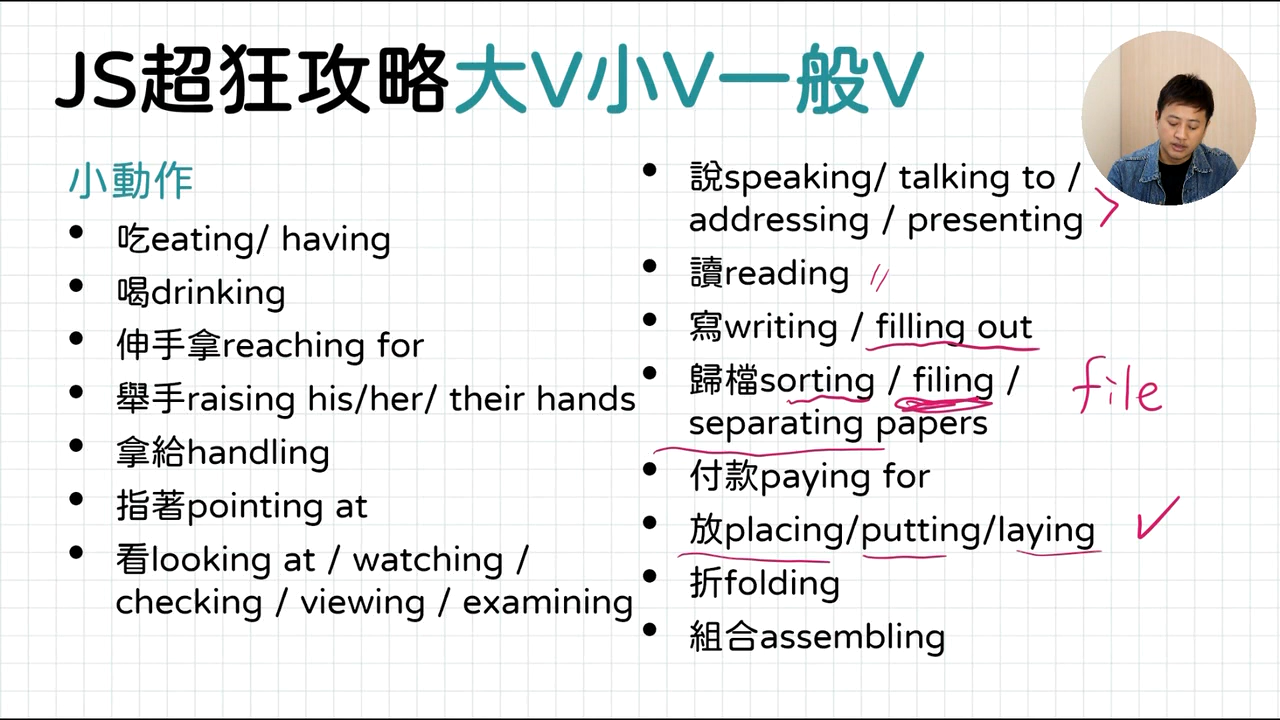 JS超狂攻略大V小V一般V
小動作
• 吃eating/ having
• 喝drinking
• 伸手拿reaching for
• 舉手raising his/her/ their hands
• 拿給handling
• 指著pointing at
• 看looking at / watching /
checking / viewing / examining
• 說speaking/ talking to /
addressing / presenting
• 讀reading
• 寫writing / filling out
• 歸檔sorting / filing /
separating papers
file
• 付款paying for
• 放placing/putting/laying
• 折folding
• 組合assembling